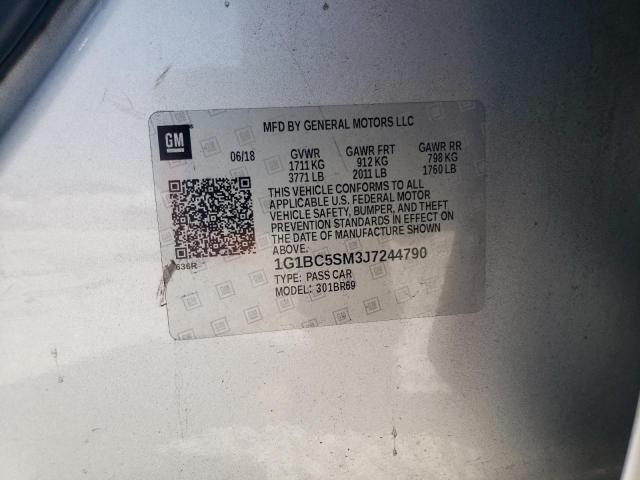 GM
MFD BY GENERAL MOTORS LLC
06/18 GVWR GAWR FRT GAWR RR
1711 KG 912 KG 798 KG
3771 LB 2011 LB 1760 LB
THIS VEHICLE CONFORMS TO ALL
APPLICABLE U.S. FEDERAL MOTOR
VEHICLE SAFETY, BUMPER, AND THEFT
PREVENTION STANDARDS IN EFFECT ON
THE DATE OF MANUFACTURE SHOWN
ABOVE.
636R
1G1BC5SM3J7244790
TYPE: PASS CAR
MODEL: 301BR69